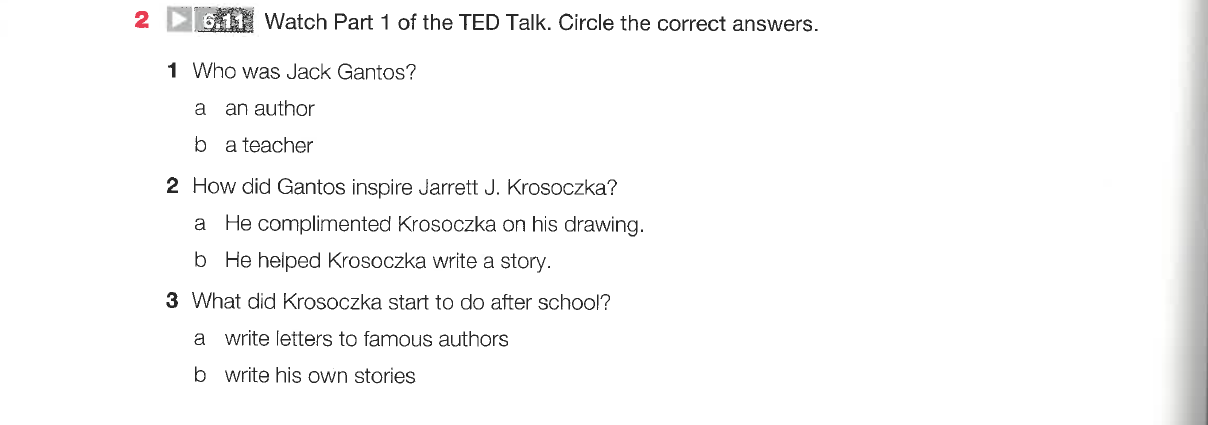 2 6.11 Watch Part 1 of the TED Talk. Circle the correct answers.
1 Who was Jack Gantos?
a an author
b a teacher
2 How did Gantos inspire Jarrett J. Krosoczka?
a He complimented Krosoczka on his drawing.
b He helped Krosoczka write a story.
3 What did Krosoczka start to do after school?
a write letters to famous authors
b write his own stories